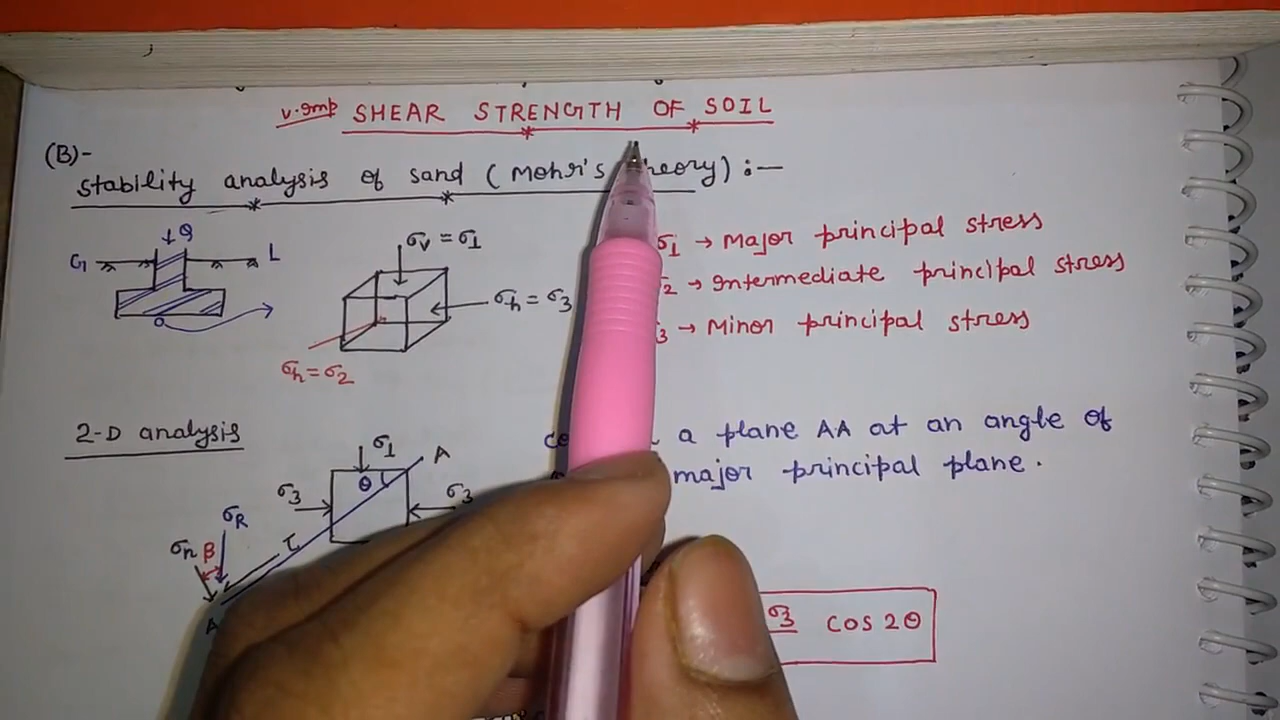 v.Imp SHEAR STRENGTH OF SOIL
(B)-
Stability analysis of sand (Mohr's Theory) :-
Q
G L
σv = σ1
σh = σ3
σh = σ2
σ1 → Major principal stress
σ2 → Intermediate principal stress
σ3 → Minor principal stress
2-D analysis
a plane AA at an angle of
major principal plane.
σ1
A
θ
σ3
σ3
σR
σn β
τ
A
σ3 cos 2θ